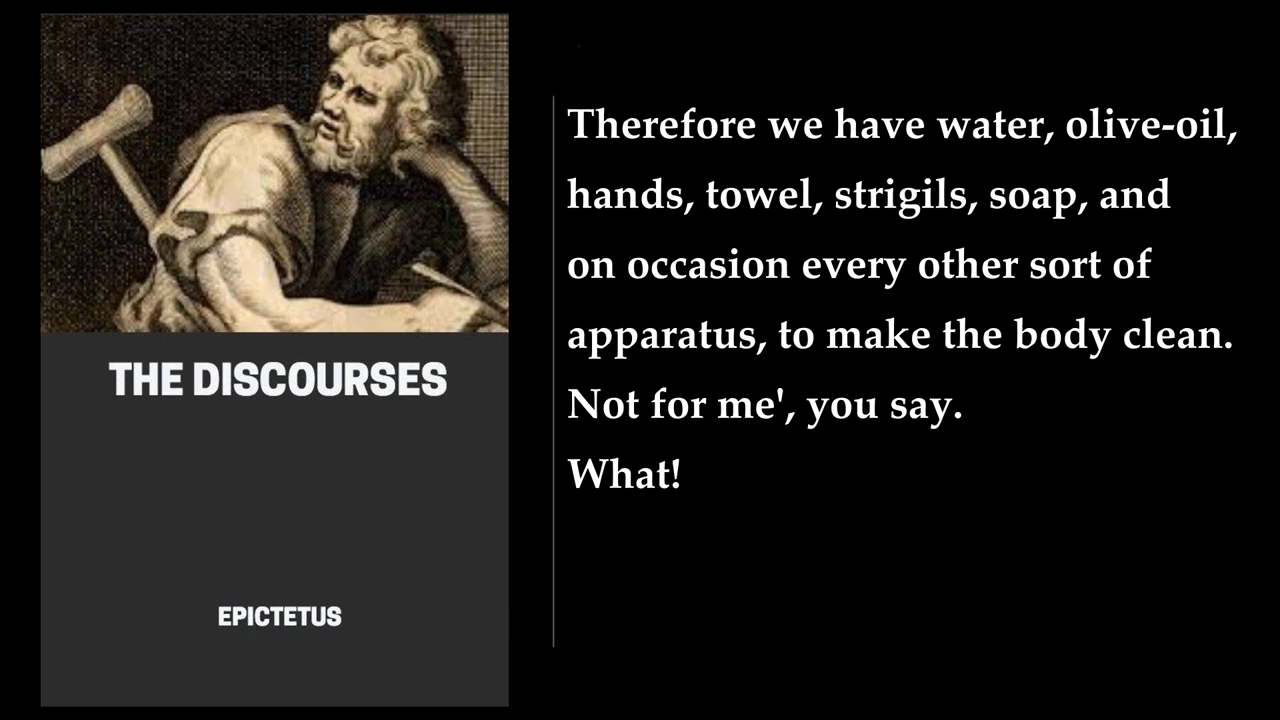 THE DISCOURSES
EPICTETUS
Therefore we have water, olive-oil,
hands, towel, strigils, soap, and
on occasion every other sort of
apparatus, to make the body clean.
Not for me', you say.
What!